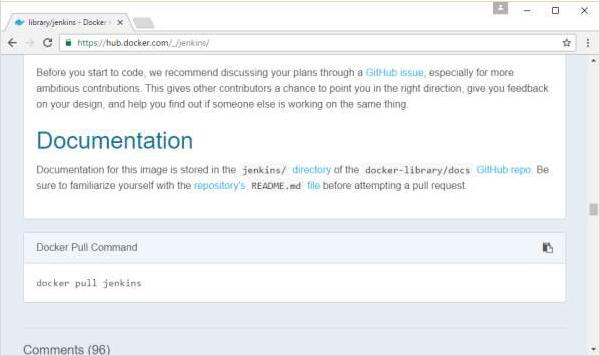 library/jenkins - Docker
https://hub.docker.com/_/jenkins/
Before you start to code, we recommend discussing your plans through a GitHub issue, especially for more
ambitious contributions. This gives other contributors a chance to point you in the right direction, give you feedback
on your design, and help you find out if someone else is working on the same thing.
Documentation
Documentation for this image is stored in the jenkins/ directory of the docker-library/docs GitHub repo. Be
sure to familiarize yourself with the repository's README.md file before attempting a pull request.
Docker Pull Command
docker pull jenkins
Comments (96)